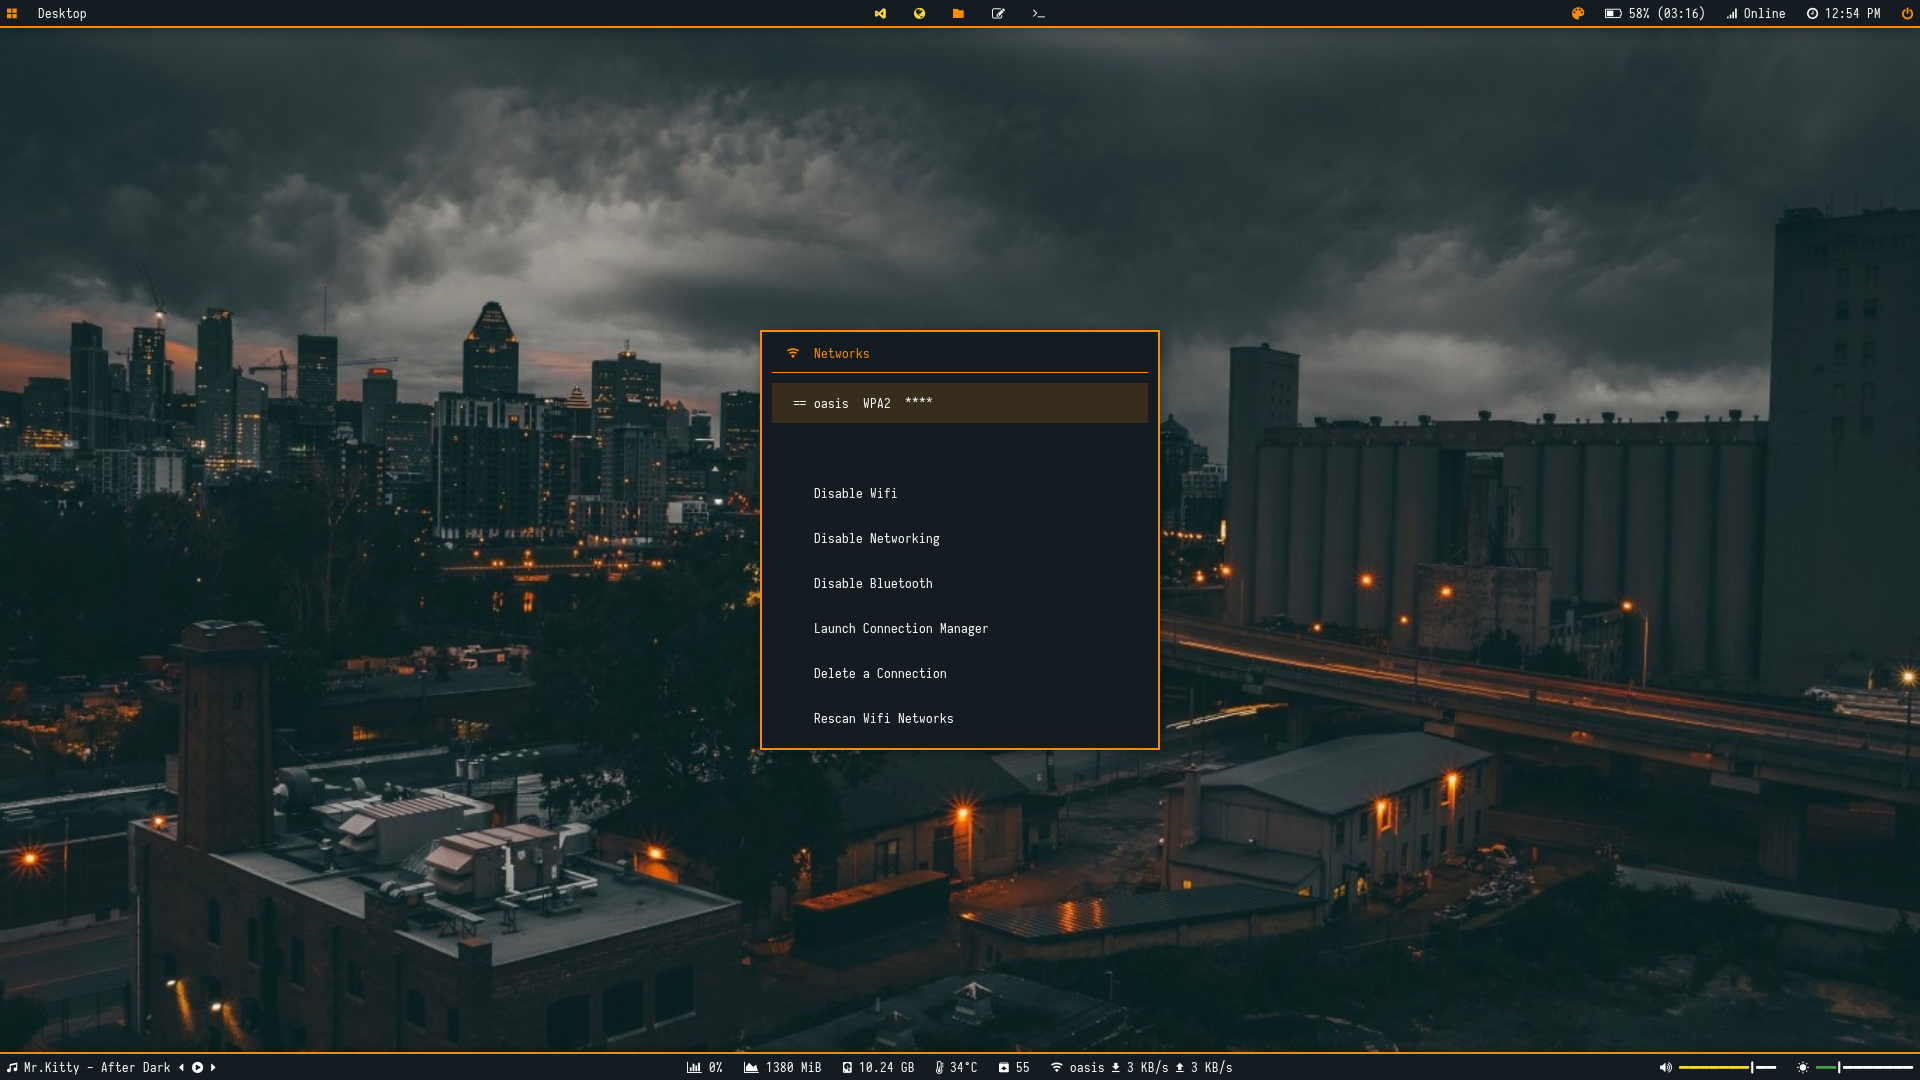 Desktop
58% (03:16)
Online
12:54 PM
Networks
== oasis  WPA2  ****
Disable Wifi
Disable Networking
Disable Bluetooth
Launch Connection Manager
Delete a Connection
Rescan Wifi Networks
Mr.Kitty - After Dark
0%
1380 MiB
10.24 GB
34°C
55
oasis
3 KB/s
3 KB/s